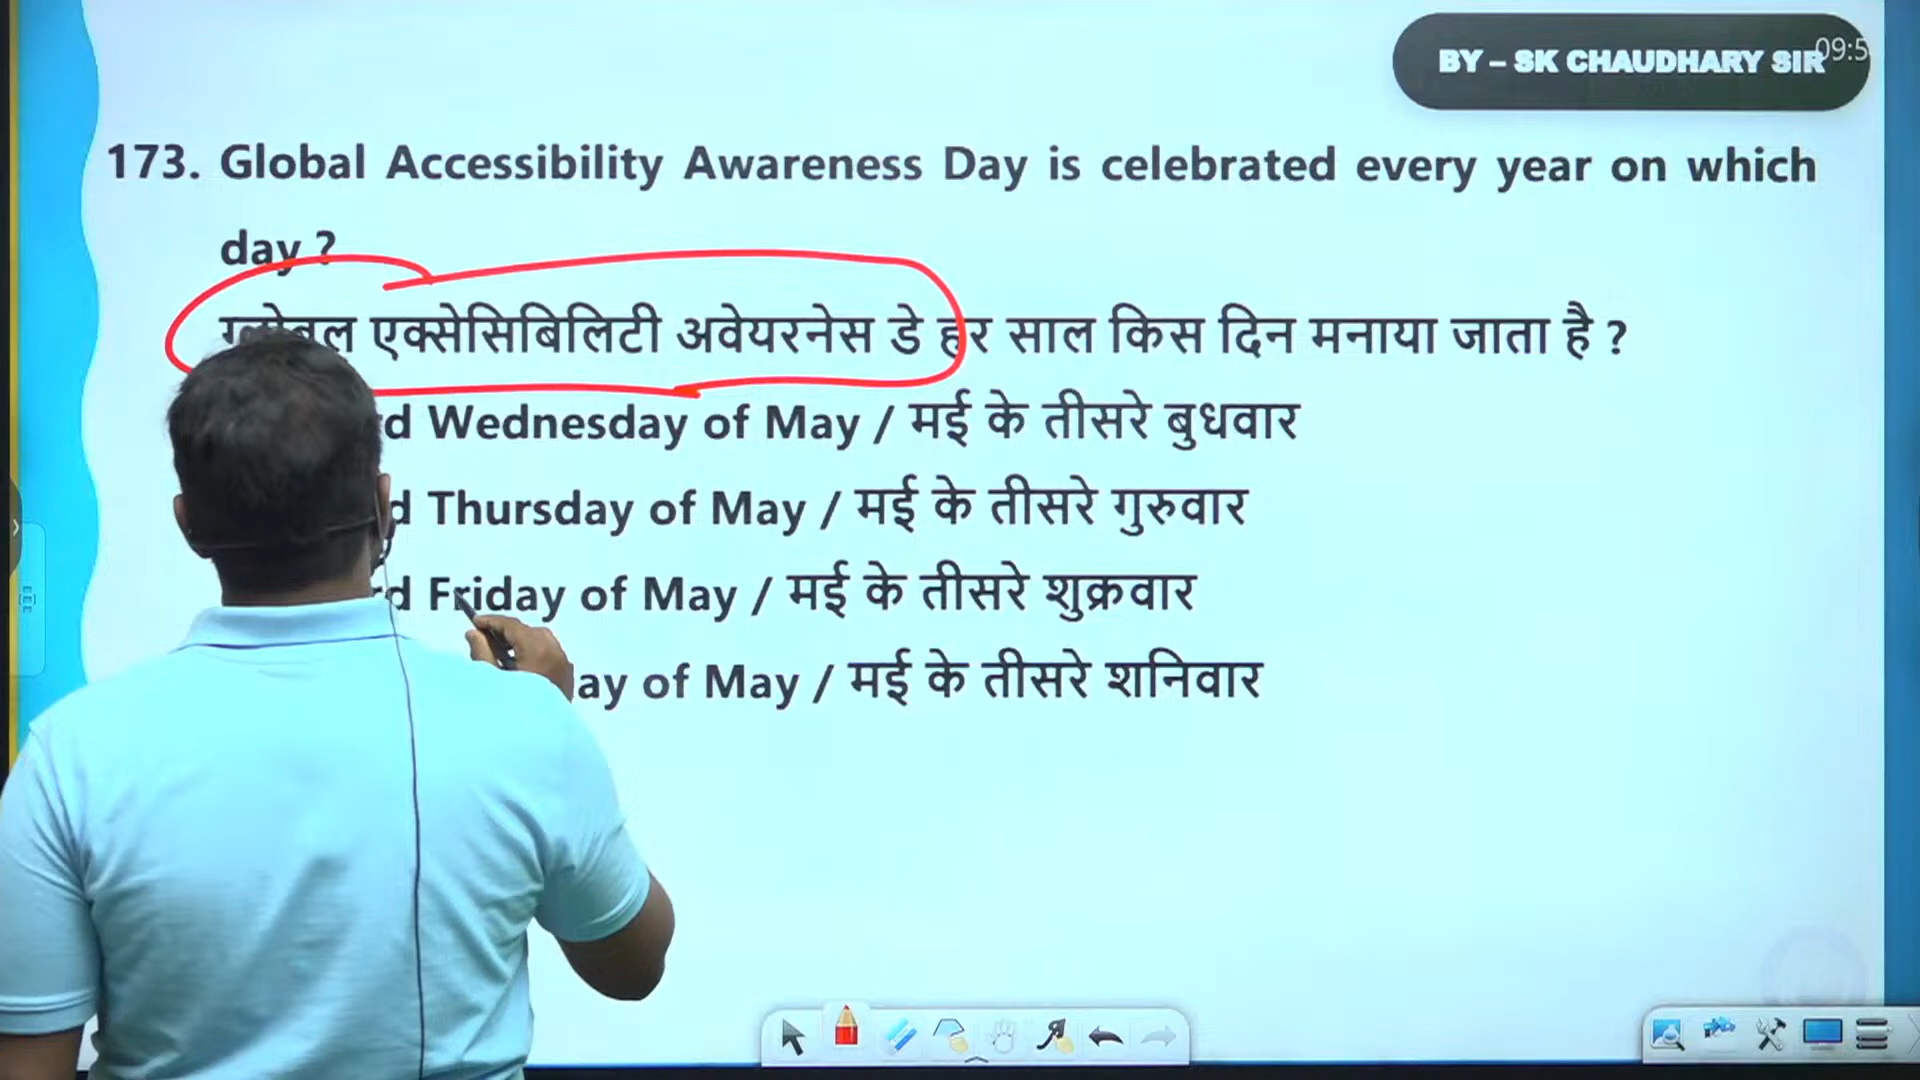 BY – SK CHAUDHARY SIR
09:5
173. Global Accessibility Awareness Day is celebrated every year on which
day ?
ग्लोबल एक्सेसिबिलिटी अवेयरनेस डे हर साल किस दिन मनाया जाता है ?
Wednesday of May / मई के तीसरे बुधवार
Thursday of May / मई के तीसरे गुरुवार
Friday of May / मई के तीसरे शुक्रवार
of May / मई के तीसरे शनिवार